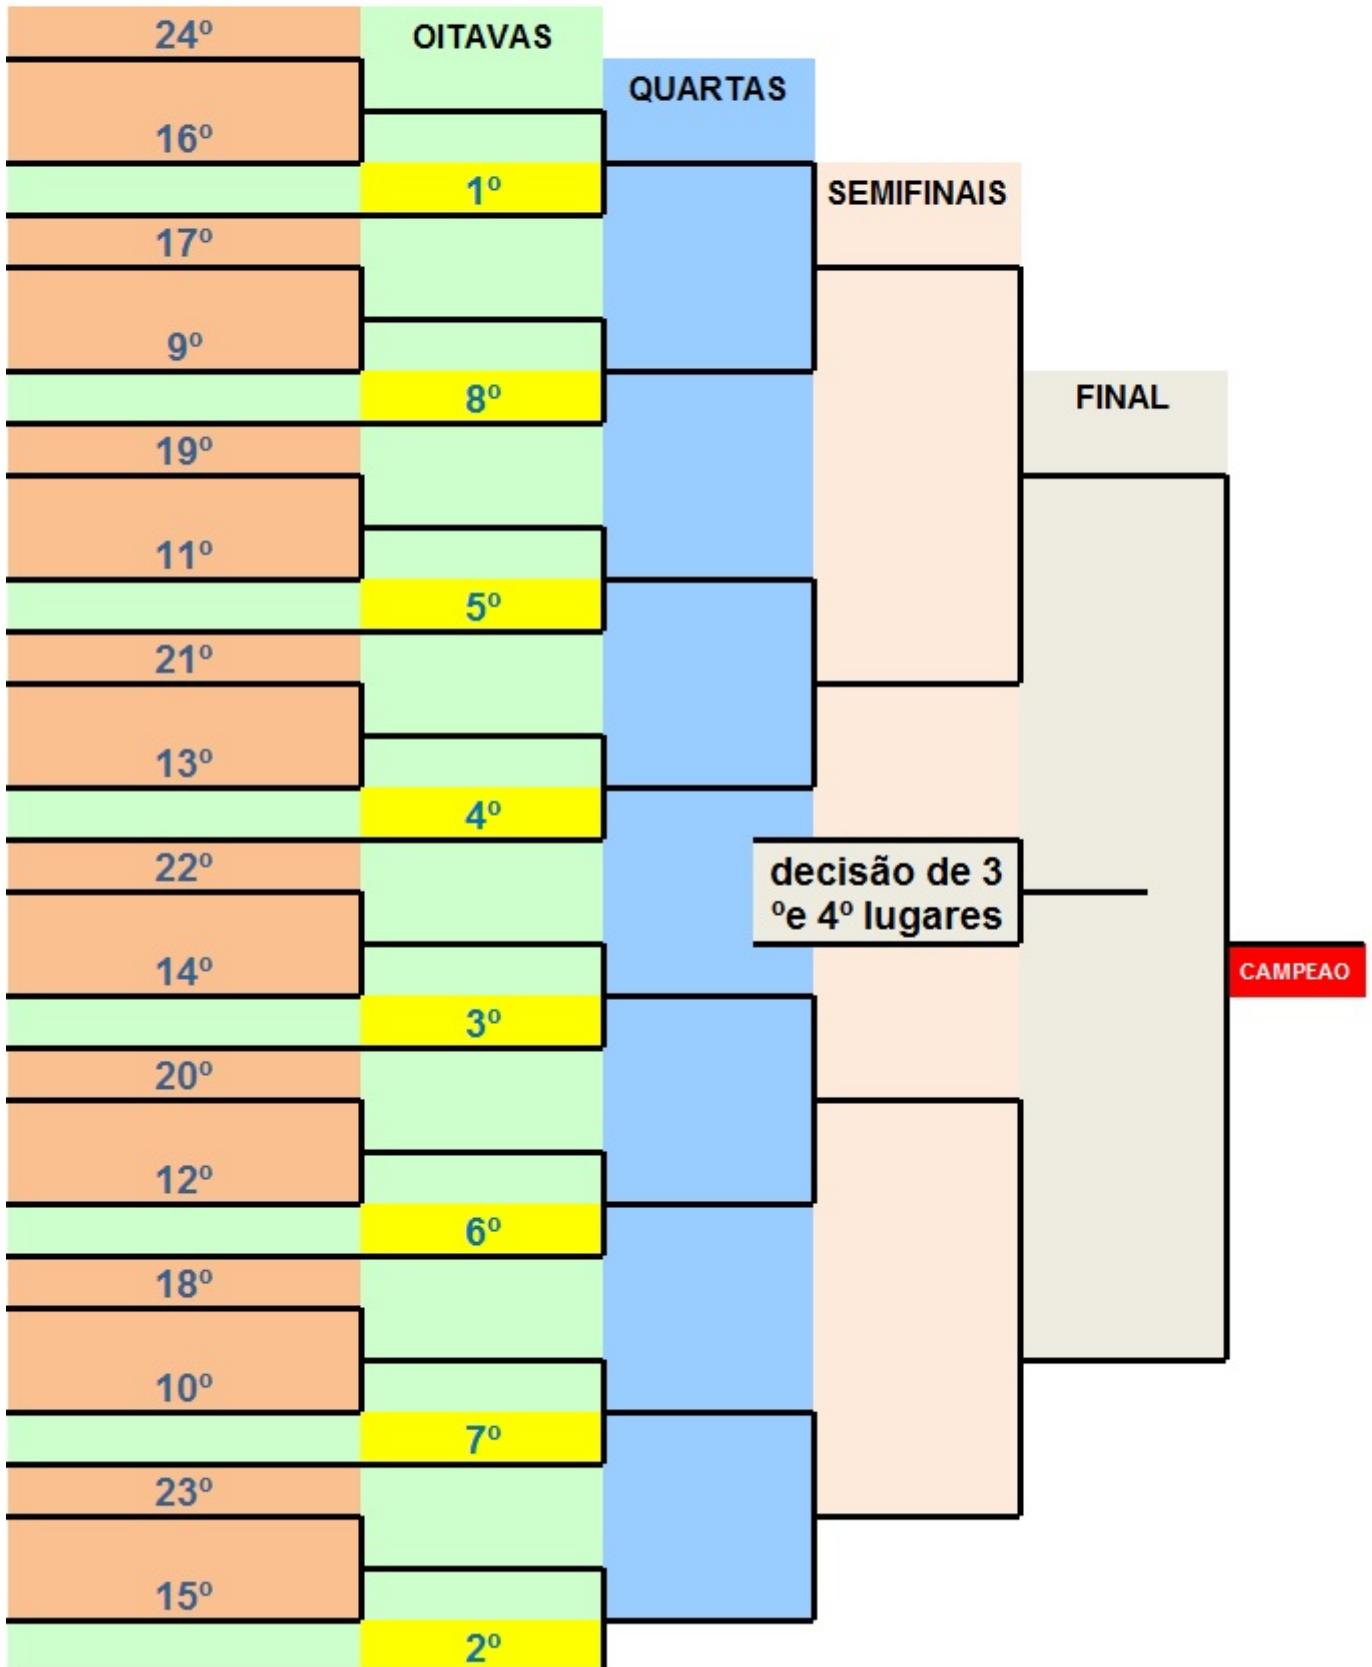 24º
OITAVAS
QUARTAS
16º
1º
SEMIFINAIS
17º
9º
8º
FINAL
19º
11º
5º
21º
13º
4º
22º
decisão de 3
ºe 4º lugares
14º
CAMPEAO
3º
20º
12º
6º
18º
10º
7º
23º
15º
2º